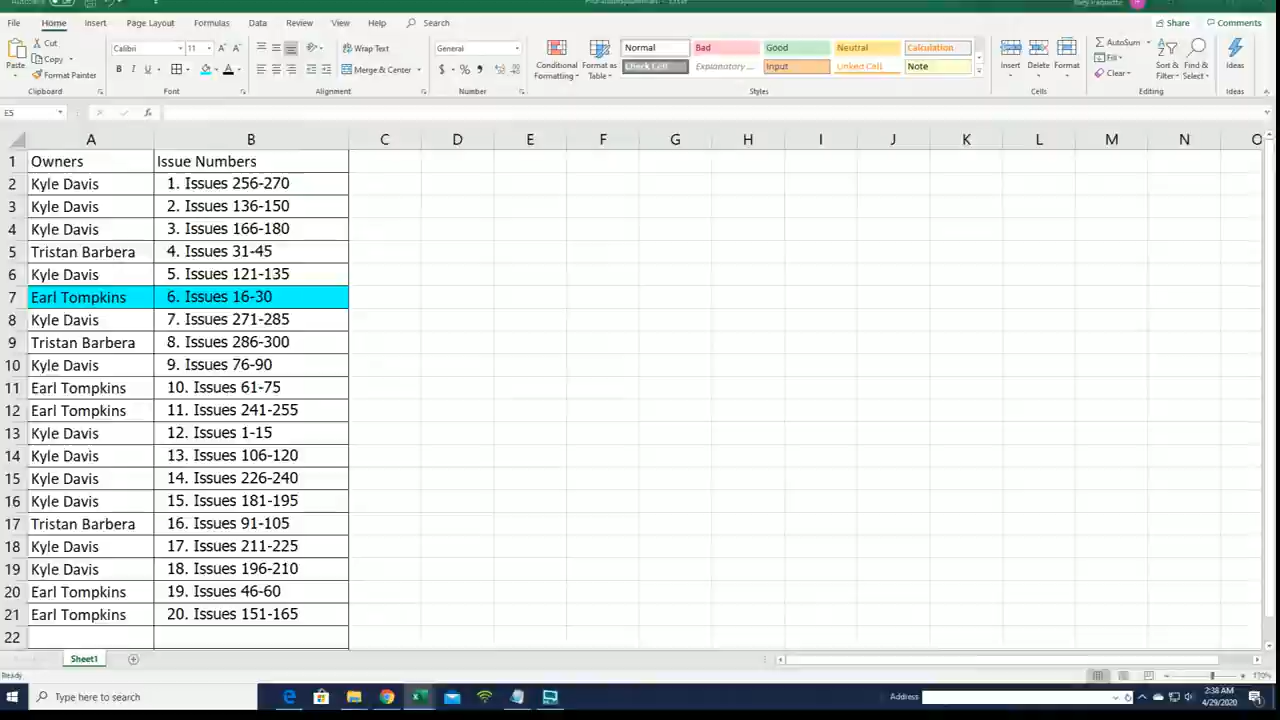 File Home Insert Page Layout Formulas Data Review View Help Search Share Comments
Cut Calibri 11 Wrap Text General Normal Bad Good Neutral Calculation AutoSum
Copy
Paste Format Painter B I U Merge & Center $ % Conditional Formatting Format as Table Check Cell Explanatory ... Input Linked Cell Note Insert Delete Format Fill Clear Sort & Filter Find & Select Ideas
Clipboard Font Alignment Number Styles Cells Editing Ideas
E5 fx
A B C D E F G H I J K L M N
1 Owners Issue Numbers
2 Kyle Davis 1. Issues 256-270
3 Kyle Davis 2. Issues 136-150
4 Kyle Davis 3. Issues 166-180
5 Tristan Barbera 4. Issues 31-45
6 Kyle Davis 5. Issues 121-135
7 Earl Tompkins 6. Issues 16-30
8 Kyle Davis 7. Issues 271-285
9 Tristan Barbera 8. Issues 286-300
10 Kyle Davis 9. Issues 76-90
11 Earl Tompkins 10. Issues 61-75
12 Earl Tompkins 11. Issues 241-255
13 Kyle Davis 12. Issues 1-15
14 Kyle Davis 13. Issues 106-120
15 Kyle Davis 14. Issues 226-240
16 Kyle Davis 15. Issues 181-195
17 Tristan Barbera 16. Issues 91-105
18 Kyle Davis 17. Issues 211-225
19 Kyle Davis 18. Issues 196-210
20 Earl Tompkins 19. Issues 46-60
21 Earl Tompkins 20. Issues 151-165
22
Sheet1
Ready 170%
Type here to search Address 2:38 AM
4/29/2020